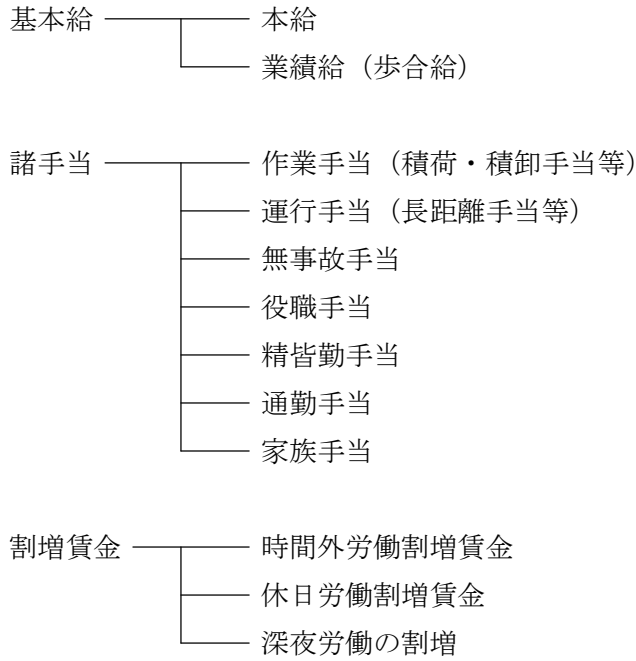 基本給 本給
業績給（歩合給）
諸手当 作業手当（積荷・積卸手当等）
運行手当（長距離手当等）
無事故手当
役職手当
精皆勤手当
通勤手当
家族手当
割増賃金 時間外労働割増賃金
休日労働割増賃金
深夜労働の割増